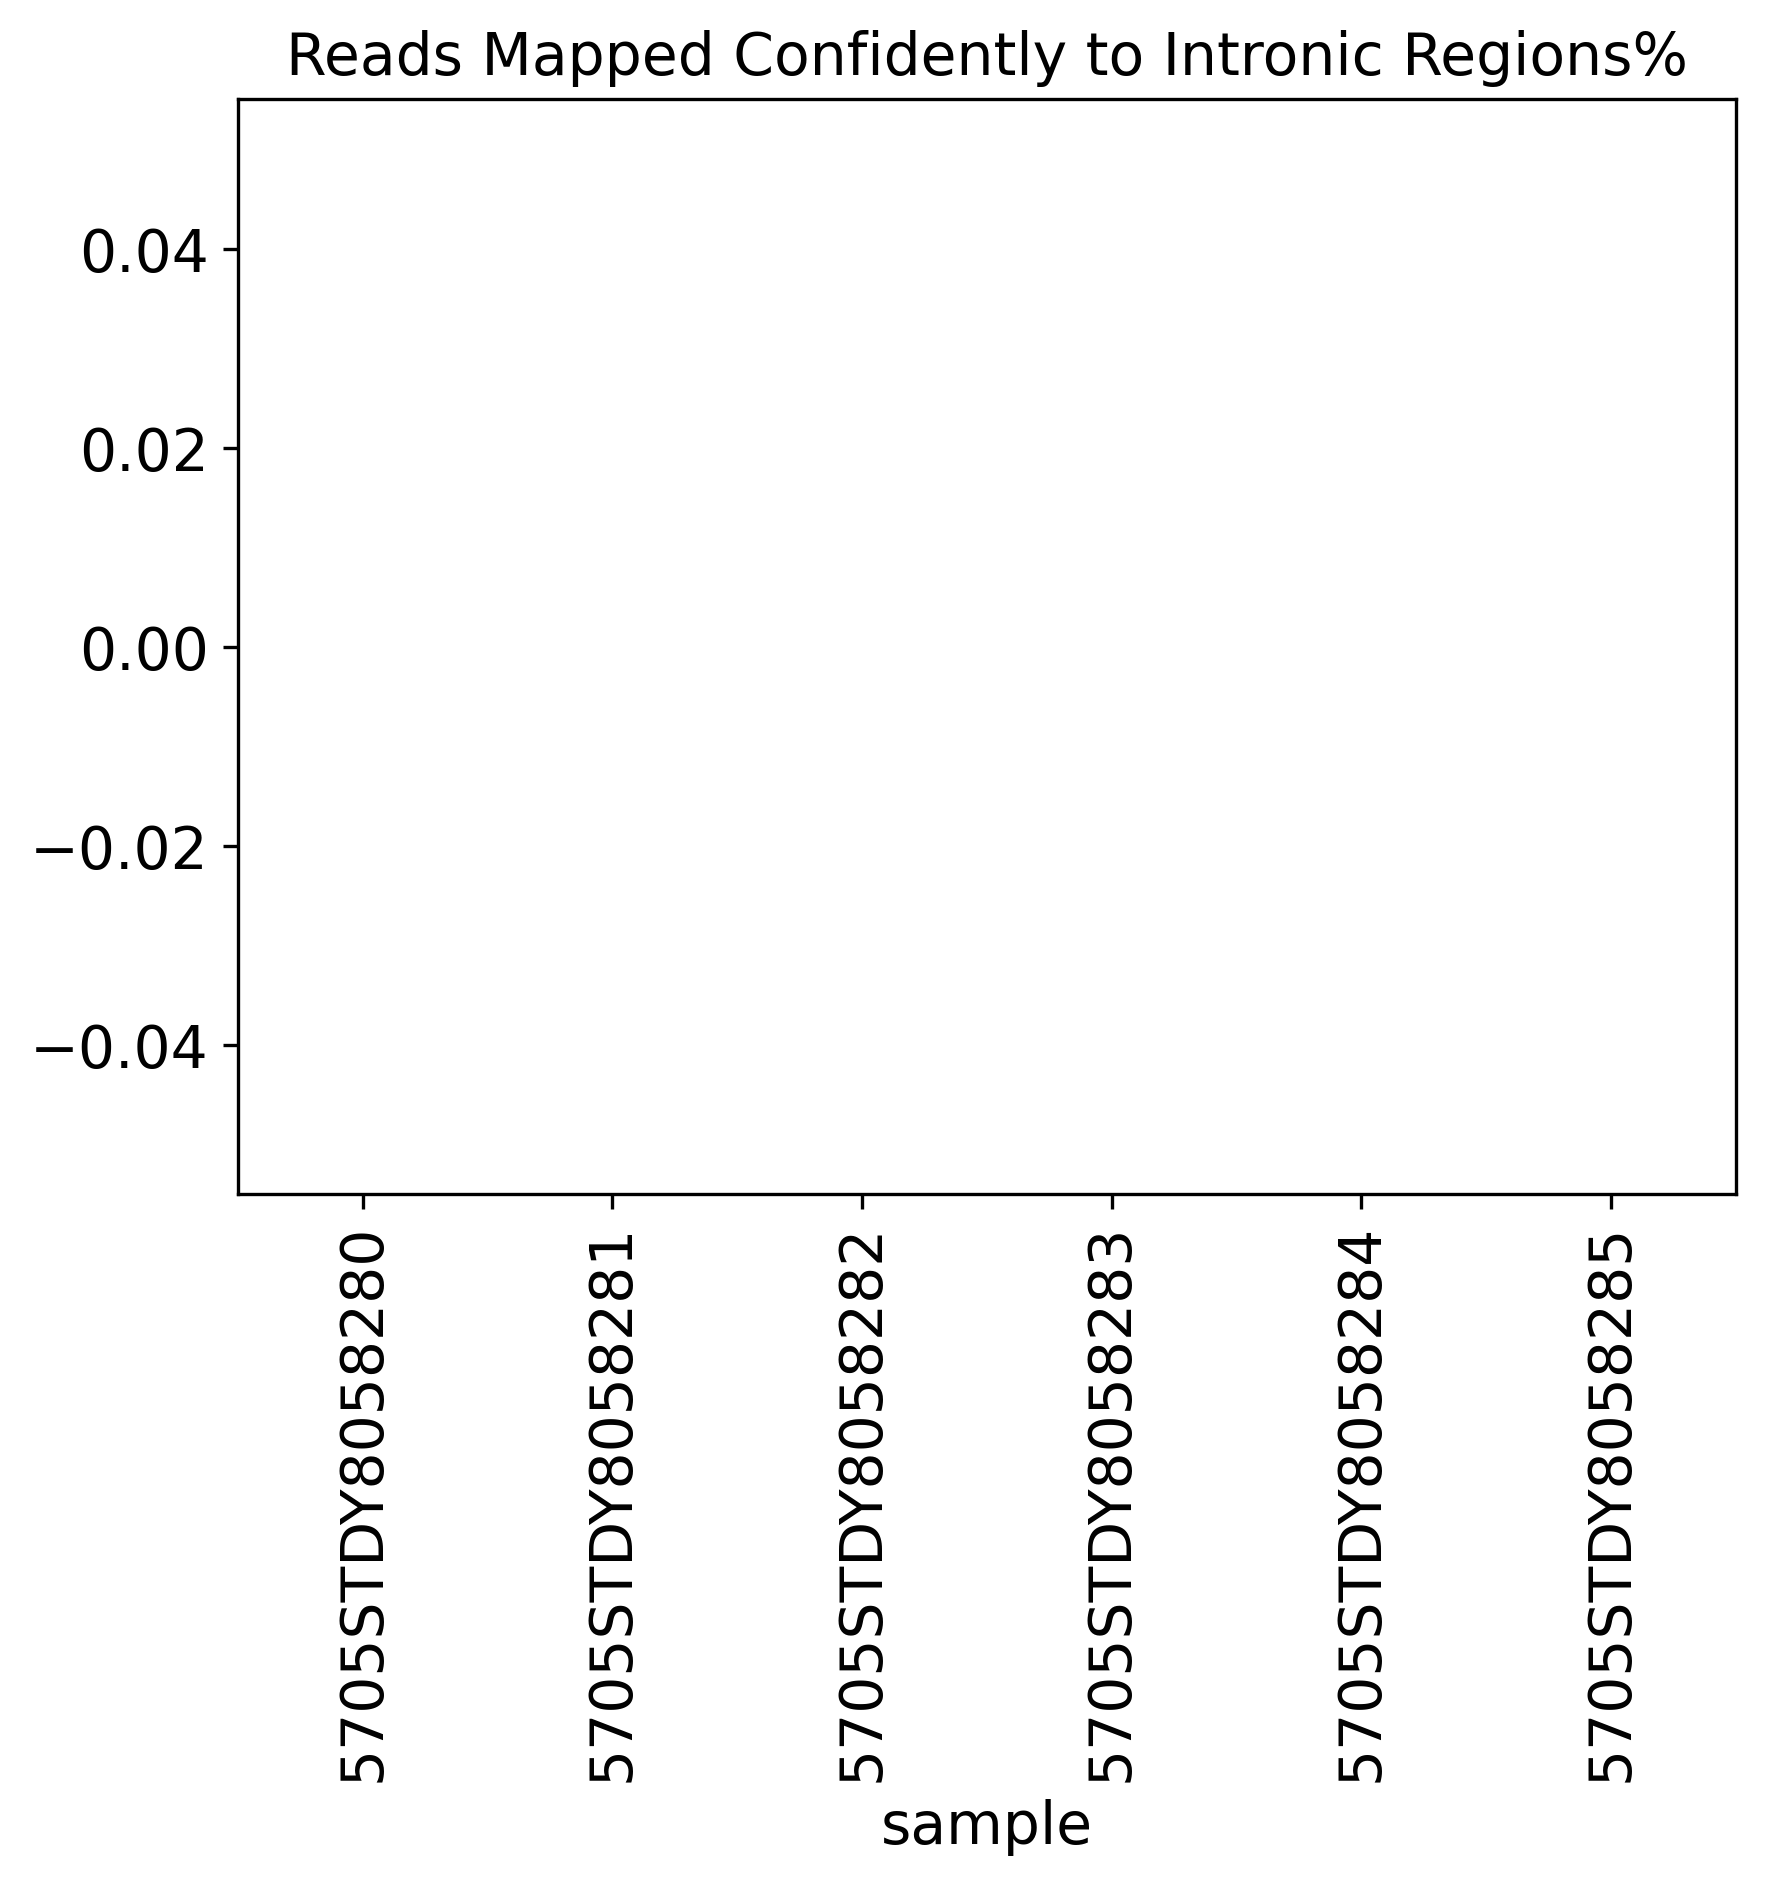 Reads Mapped Confidently to Intronic Regions%
0.04
0.02
0.00
−0.02
−0.04
5705STDY8058280
5705STDY8058281
5705STDY8058282
5705STDY8058283
5705STDY8058284
5705STDY8058285
sample